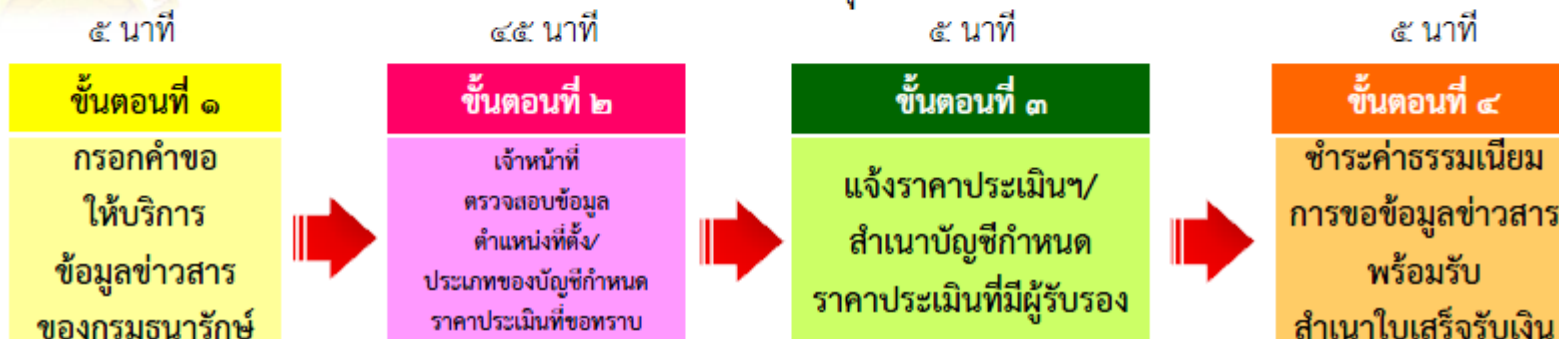 ๕ นาที
๔๕ นาที
๕ นาที
๕ นาที
ขั้นตอนที่ ๑
กรอกคำขอ
ให้บริการ
ข้อมูลข่าวสาร
ของกรมธนารักษ์
ขั้นตอนที่ ๒
เจ้าหน้าที่
ตรวจสอบข้อมูล
ตำแหน่งที่ตั้ง/
ประเภทของบัญชีกำหนด
ราคาประเมินที่ขอทราบ
ขั้นตอนที่ ๓
แจ้งราคาประเมินฯ/
สำเนาบัญชีกำหนด
ราคาประเมินที่มีผู้รับรอง
ขั้นตอนที่ ๔
ชำระค่าธรรมเนียม
การขอข้อมูลข่าวสาร
พร้อมรับ
สำเนาใบเสร็จรับเงิน